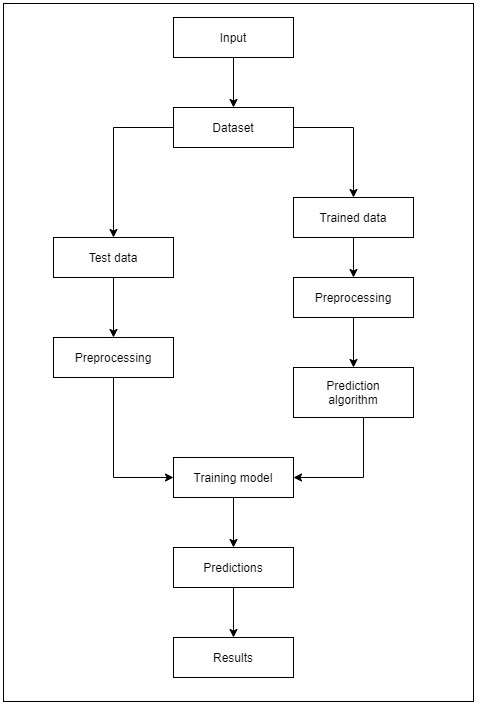 Input
Dataset
Trained data
Test data
Preprocessing
Preprocessing
Prediction
algorithm
Training model
Predictions
Results